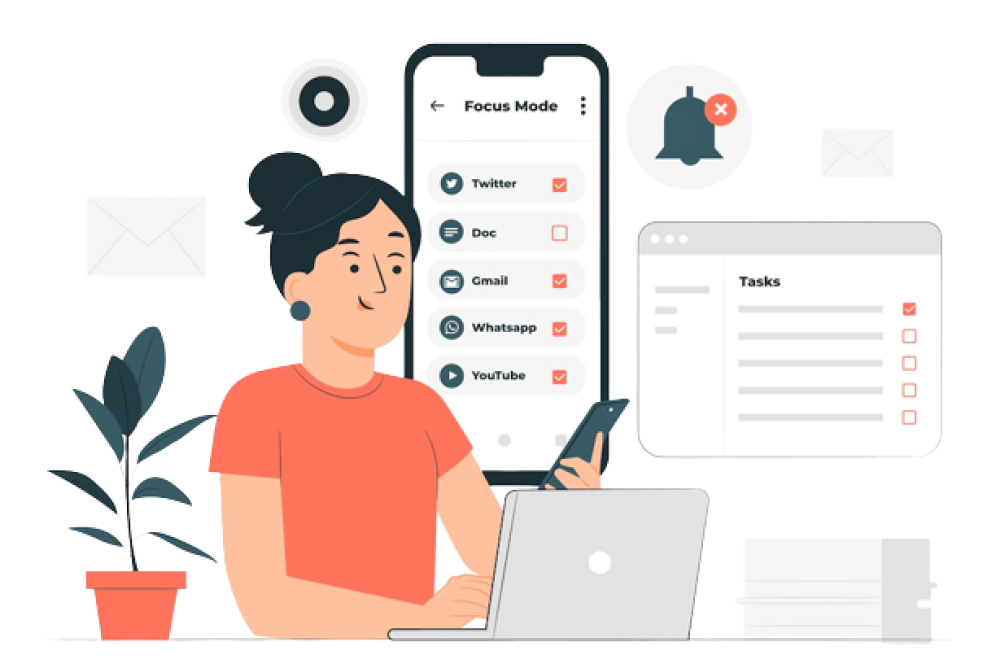 Focus Mode
Twitter
Doc
Gmail
Whatsapp
YouTube
Tasks